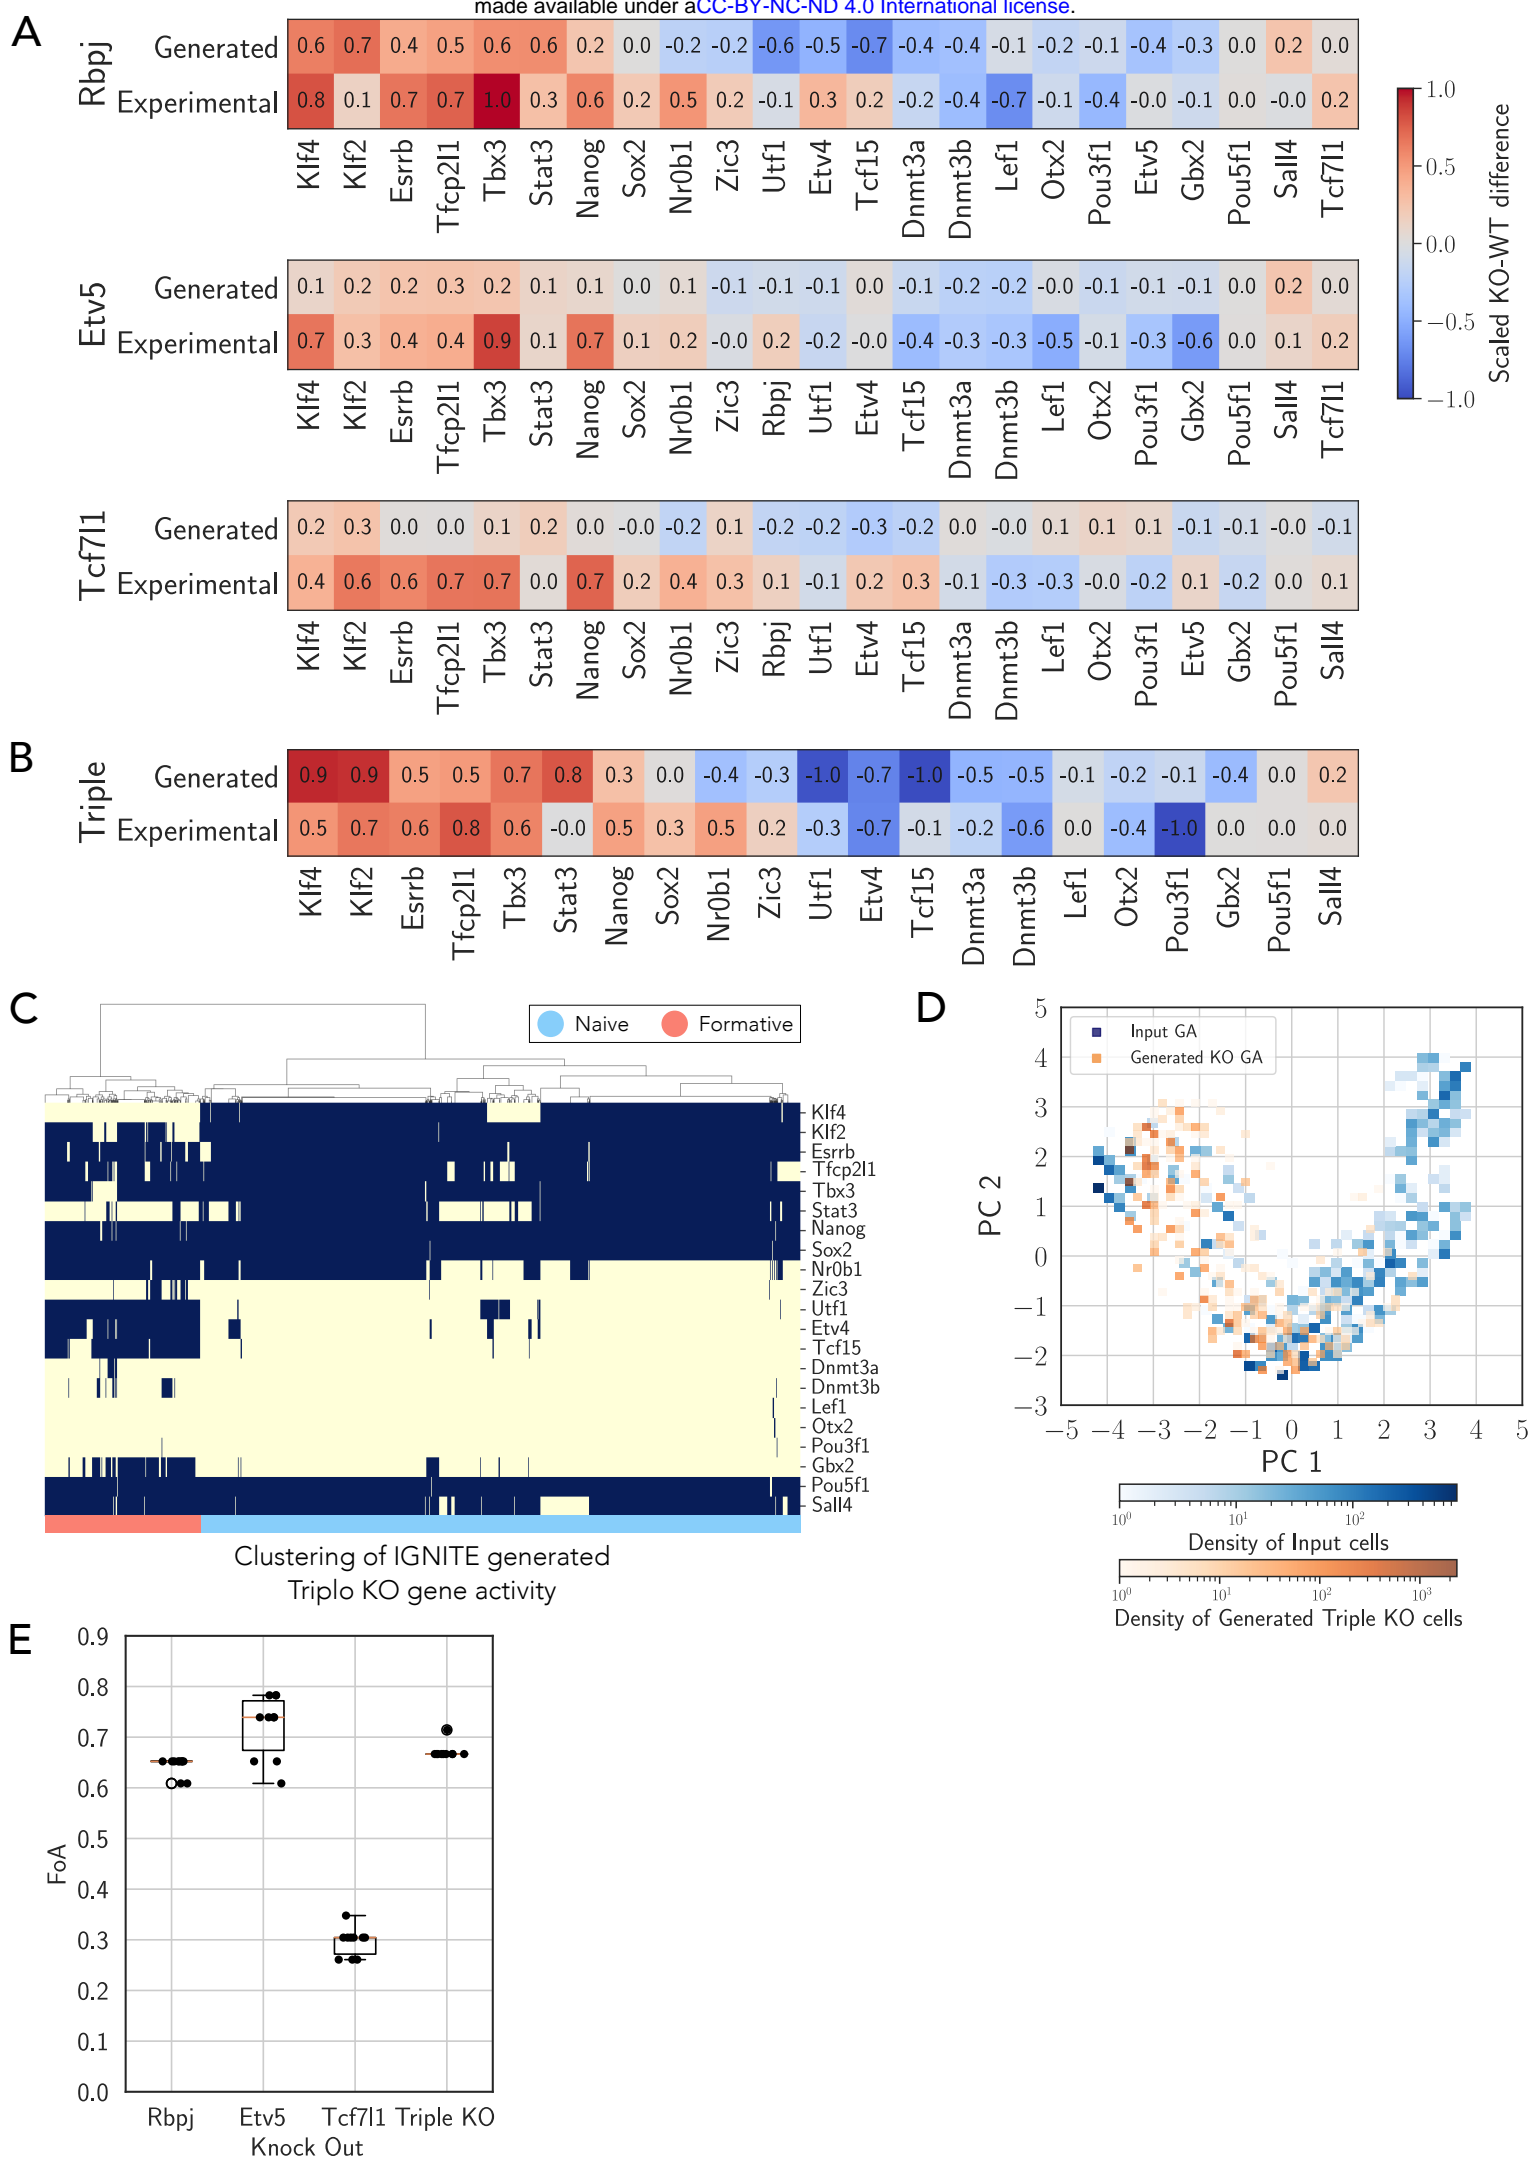 made available under aCC-BY-NC-ND 4.0 International license.
A
Rbpj
Generated 0.6 0.7 0.4 0.5 0.6 0.6 0.2 0.0 -0.2 -0.2 -0.6 -0.5 -0.7 -0.4 -0.4 -0.1 -0.2 -0.1 -0.4 -0.3 0.0 0.2 0.0
Experimental 0.8 0.1 0.7 0.7 1.0 0.3 0.6 0.2 0.5 0.2 -0.1 0.3 0.2 -0.2 -0.4 -0.7 -0.1 -0.4 -0.0 -0.1 0.0 -0.0 0.2
Klf4 Klf2 Esrrb Tfcp2l1 Tbx3 Stat3 Nanog Sox2 Nr0b1 Zic3 Utf1 Etv4 Tcf15 Dnmt3a Dnmt3b Lef1 Otx2 Pou3f1 Etv5 Gbx2 Pou5f1 Sall4 Tcf7l1
Etv5
Generated 0.1 0.2 0.2 0.3 0.2 0.1 0.1 0.0 0.1 -0.1 -0.1 -0.1 0.0 -0.1 -0.2 -0.2 -0.0 -0.1 -0.1 -0.1 0.0 0.2 0.0
Experimental 0.7 0.3 0.4 0.4 0.9 0.1 0.7 0.1 0.2 -0.0 0.2 -0.2 -0.0 -0.4 -0.3 -0.3 -0.5 -0.1 -0.3 -0.6 0.0 0.1 0.2
Klf4 Klf2 Esrrb Tfcp2l1 Tbx3 Stat3 Nanog Sox2 Nr0b1 Zic3 Rbpj Utf1 Etv4 Tcf15 Dnmt3a Dnmt3b Lef1 Otx2 Pou3f1 Gbx2 Pou5f1 Sall4 Tcf7l1
Tcf7l1
Generated 0.2 0.3 0.0 0.0 0.1 0.2 0.0 -0.0 -0.2 0.1 -0.2 -0.2 -0.3 -0.2 0.0 -0.0 0.1 0.1 0.1 -0.1 -0.1 -0.0 -0.1
Experimental 0.4 0.6 0.6 0.7 0.7 0.0 0.7 0.2 0.4 0.3 0.1 -0.1 0.2 0.3 -0.1 -0.3 -0.3 -0.0 -0.2 0.1 -0.2 0.0 0.1
Klf4 Klf2 Esrrb Tfcp2l1 Tbx3 Stat3 Nanog Sox2 Nr0b1 Zic3 Rbpj Utf1 Etv4 Tcf15 Dnmt3a Dnmt3b Lef1 Otx2 Pou3f1 Etv5 Gbx2 Pou5f1 Sall4
1.0
0.5
0.0
−0.5
−1.0
Scaled KO-WT difference
B
Triple
Generated 0.9 0.9 0.5 0.5 0.7 0.8 0.3 0.0 -0.4 -0.3 -1.0 -0.7 -1.0 -0.5 -0.5 -0.1 -0.2 -0.1 -0.4 0.0 0.2
Experimental 0.5 0.7 0.6 0.8 0.6 -0.0 0.5 0.3 0.5 0.2 -0.3 -0.7 -0.1 -0.2 -0.6 0.0 -0.4 -1.0 0.0 0.0 0.0
Klf4 Klf2 Esrrb Tfcp2l1 Tbx3 Stat3 Nanog Sox2 Nr0b1 Zic3 Utf1 Etv4 Tcf15 Dnmt3a Dnmt3b Lef1 Otx2 Pou3f1 Gbx2 Pou5f1 Sall4
C
Naive Formative
Klf4
Klf2
Esrrb
Tfcp2l1
Tbx3
Stat3
Nanog
Sox2
Nr0b1
Zic3
Utf1
Etv4
Tcf15
Dnmt3a
Dnmt3b
Lef1
Otx2
Pou3f1
Gbx2
Pou5f1
Sall4
Clustering of IGNITE generated
Triplo KO gene activity
D
Input GA
Generated KO GA
5
4
3
2
1
0
−1
−2
−3
PC 2
−5 −4 −3 −2 −1 0 1 2 3 4 5
PC 1
10⁰ 10¹ 10²
Density of Input cells
10⁰ 10¹ 10² 10³
Density of Generated Triple KO cells
E
0.9
0.8
0.7
0.6
0.5
0.4
0.3
0.2
0.1
0.0
FoA
Rbpj Etv5 Tcf7l1 Triple KO
Knock Out